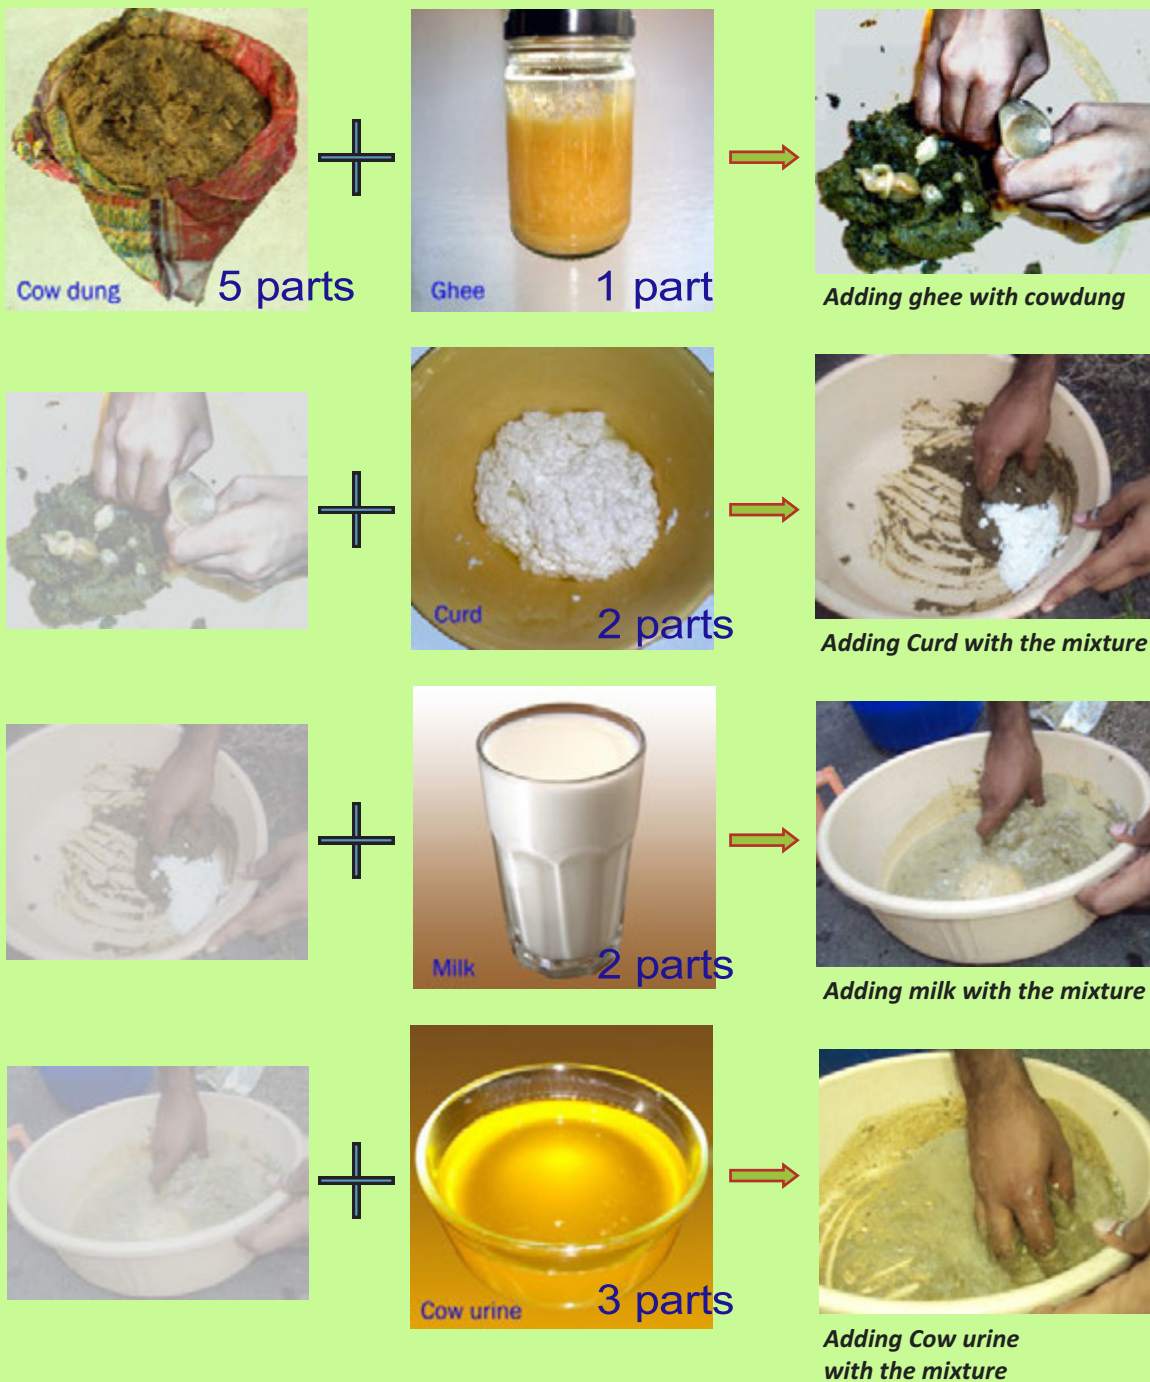 Cow dung
5 parts
Ghee
1 part
Adding ghee with cowdung
Curd
2 parts
Adding Curd with the mixture
Milk
2 parts
Adding milk with the mixture
Cow urine
3 parts
Adding Cow urine
with the mixture